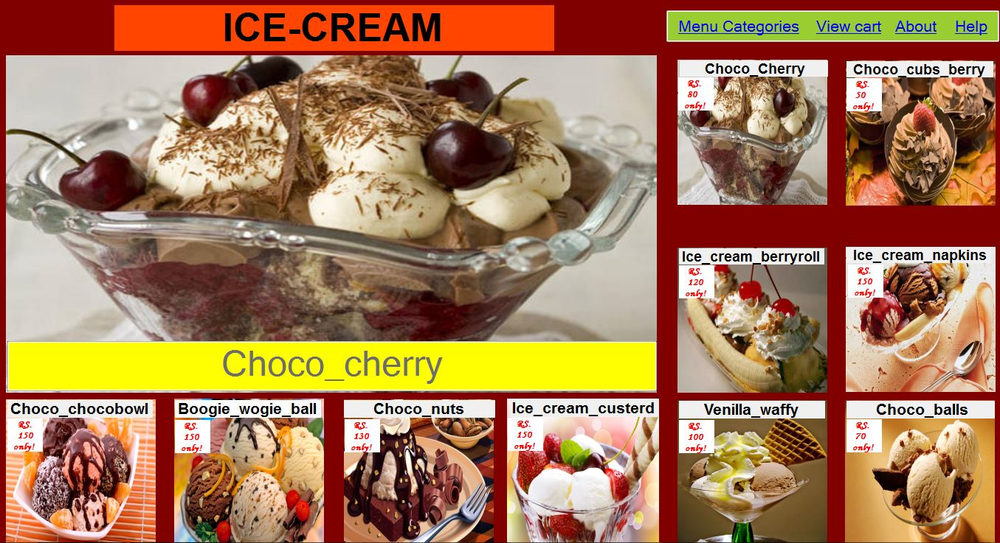 ICE-CREAM
Menu Categories View cart About Help
Choco_Cherry
RS-
80
only!
Choco_cubs_berry
RS-
50
only!
Ice_cream_berryroll
RS-
120
only!
Ice_cream_napkins
RS-
150
only!
Choco_cherry
Choco_chocobowl
RS-
150
only!
Boogie_wogie_ball
RS-
150
only!
Choco_nuts
RS-
130
only!
Ice_cream_custerd
RS-
150
only!
Venilla_waffy
RS-
100
only!
Choco_balls
RS-
70
only!